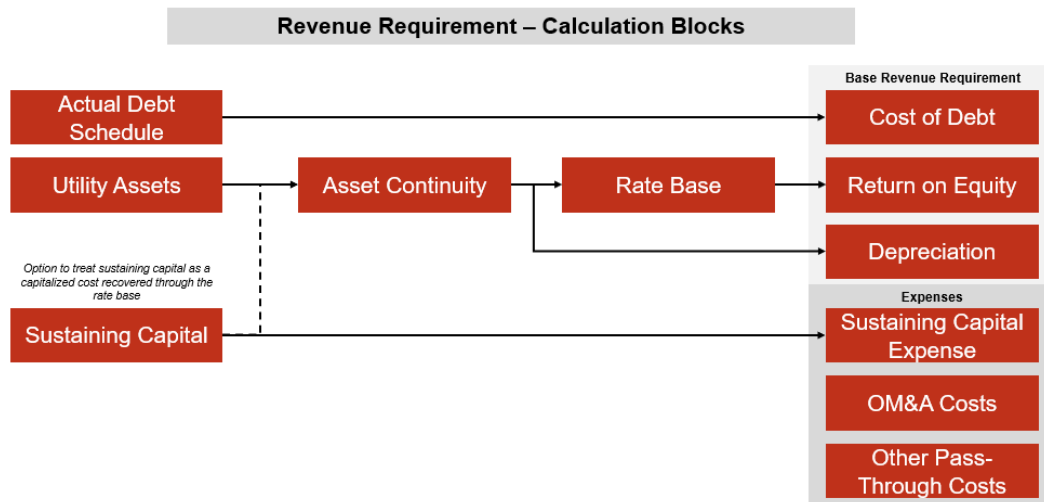 Revenue Requirement – Calculation Blocks
Base Revenue Requirement
Actual Debt
Schedule
Cost of Debt
Utility Assets
Asset Continuity
Rate Base
Return on Equity
Depreciation
Option to treat sustaining capital as a
capitalized cost recovered through the
rate base
Expenses
Sustaining Capital
Sustaining Capital
Expense
OM&A Costs
Other Pass-
Through Costs